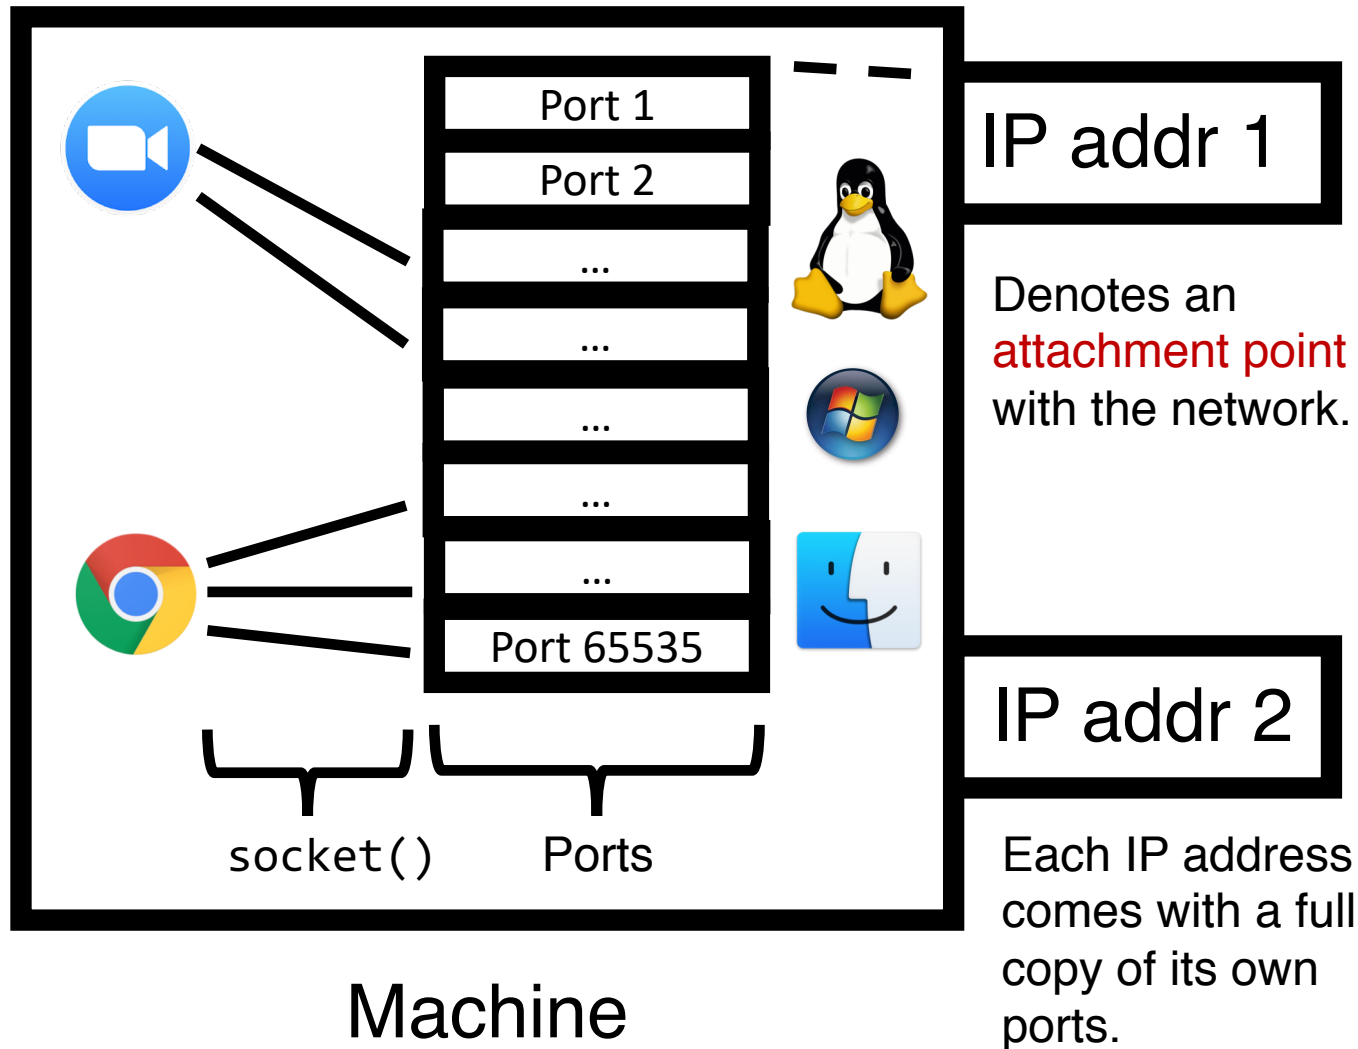 Port 1
Port 2
...
...
...
...
...
Port 65535
socket()
Ports
Machine
IP addr 1
Denotes an
attachment point
with the network.
IP addr 2
Each IP address
comes with a full
copy of its own
ports.